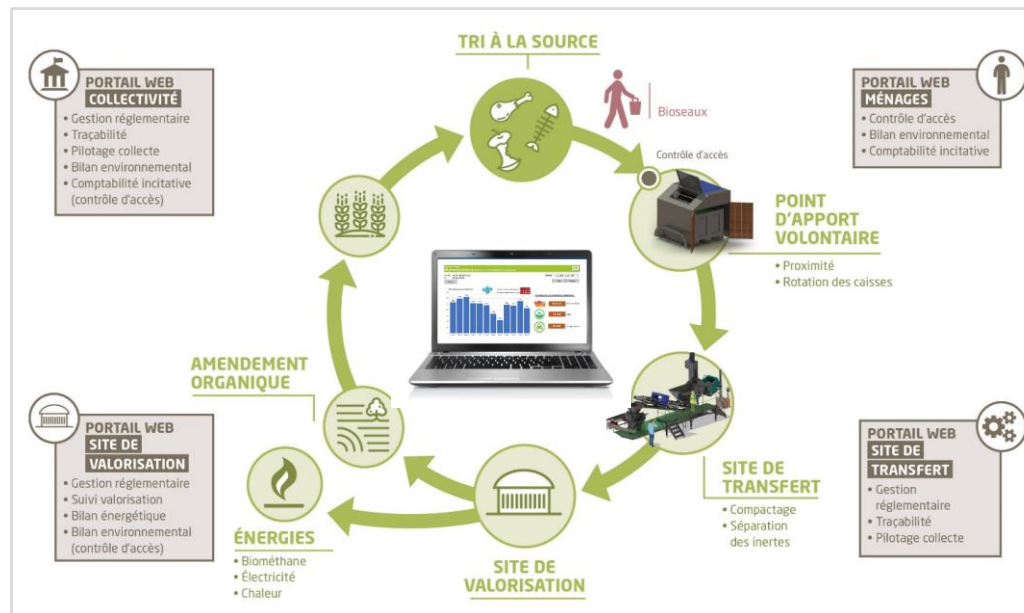 TRI À LA SOURCE
PORTAIL WEB
COLLECTIVITÉ
• Gestion réglementaire
• Traçabilité
• Pilotage collecte
• Bilan environnemental
• Comptabilité incitative
(contrôle d'accès)
Bioseaux
PORTAIL WEB
MÉNAGES
• Contrôle d'accès
• Bilan environnemental
• Comptabilité incitative
Contrôle d'accès
POINT
D'APPORT
VOLONTAIRE
• Proximité
• Rotation des caisses
AMENDEMENT
ORGANIQUE
PORTAIL WEB
SITE DE
VALORISATION
• Gestion réglementaire
• Suivi valorisation
• Bilan énergétique
• Bilan environnemental
(contrôle d'accès)
ÉNERGIES
• Biométhane
• Électricité
• Chaleur
SITE DE
VALORISATION
SITE DE
TRANSFERT
• Compactage
• Séparation
des inertes
PORTAIL WEB
SITE DE
TRANSFERT
• Gestion
réglementaire
• Traçabilité
• Pilotage collecte